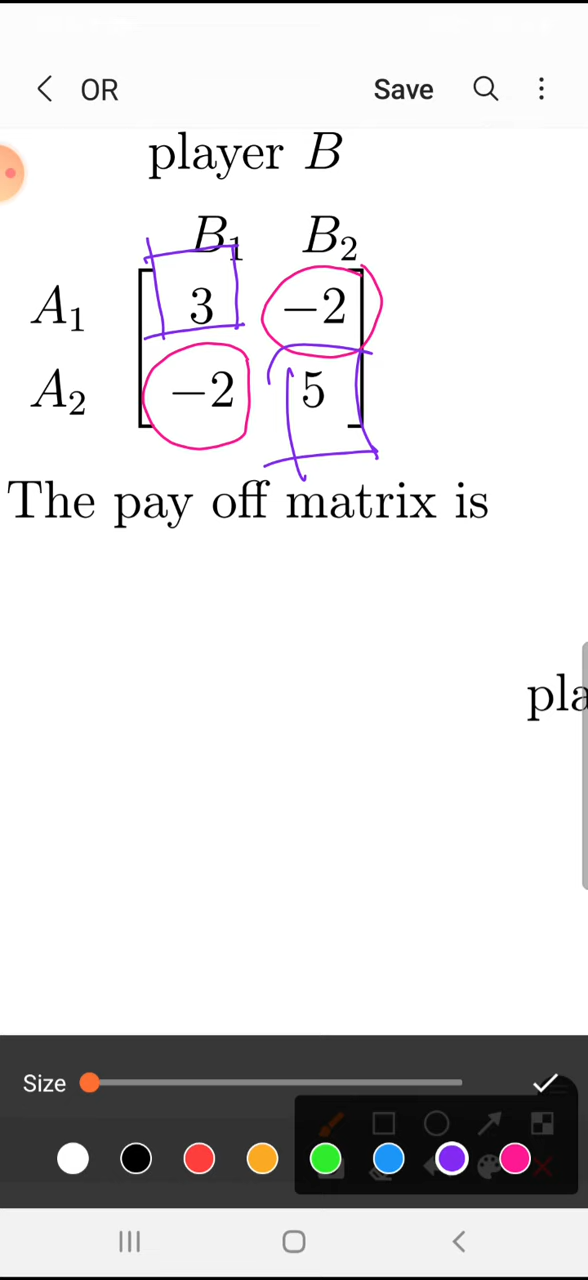 OR Save
player B
B₁ B₂
A₁ 3 −2
A₂ −2 5
The pay off matrix is
pla
Size